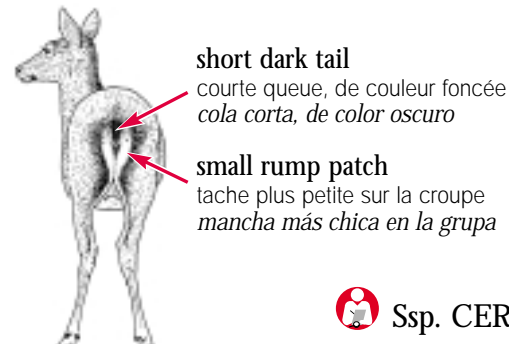 short dark tail
courte queue, de couleur foncée
cola corta, de color oscuro
small rump patch
tache plus petite sur la croupe
mancha más chica en la grupa
Ssp. CER